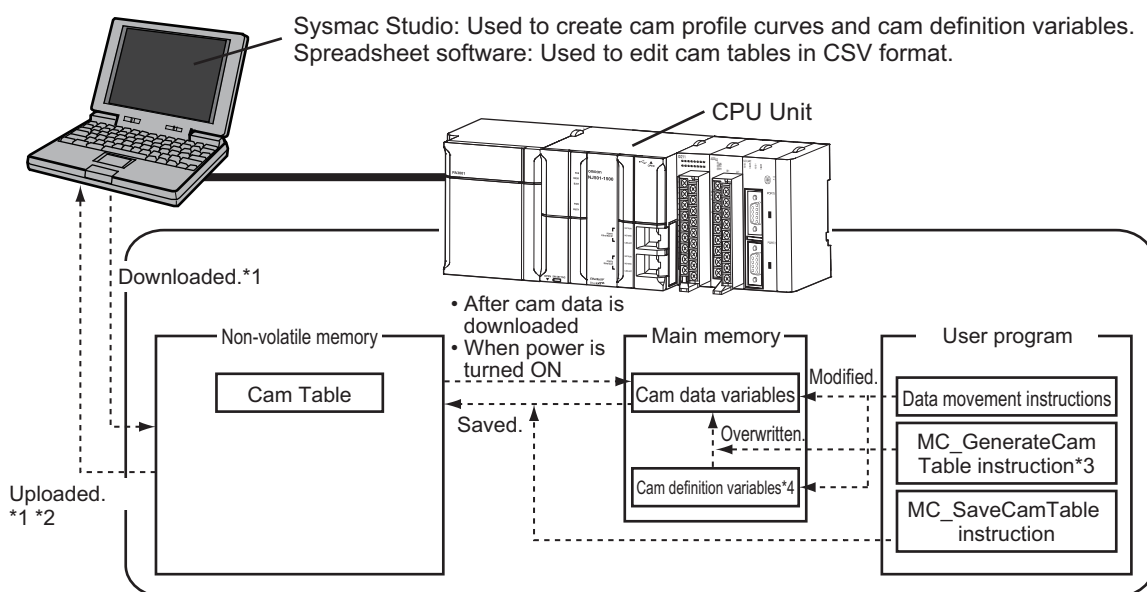 Sysmac Studio: Used to create cam profile curves and cam definition variables.
Spreadsheet software: Used to edit cam tables in CSV format.
CPU Unit
NJ501-1500
Downloaded.*1
• After cam data is
downloaded
• When power is
turned ON
Non-volatile memory
Cam Table
Saved.
Main memory
Cam data variables
Overwritten.
Cam definition variables*4
Modified.
User program
Data movement instructions
MC_GenerateCam
Table instruction*3
MC_SaveCamTable
instruction
Uploaded.
*1 *2